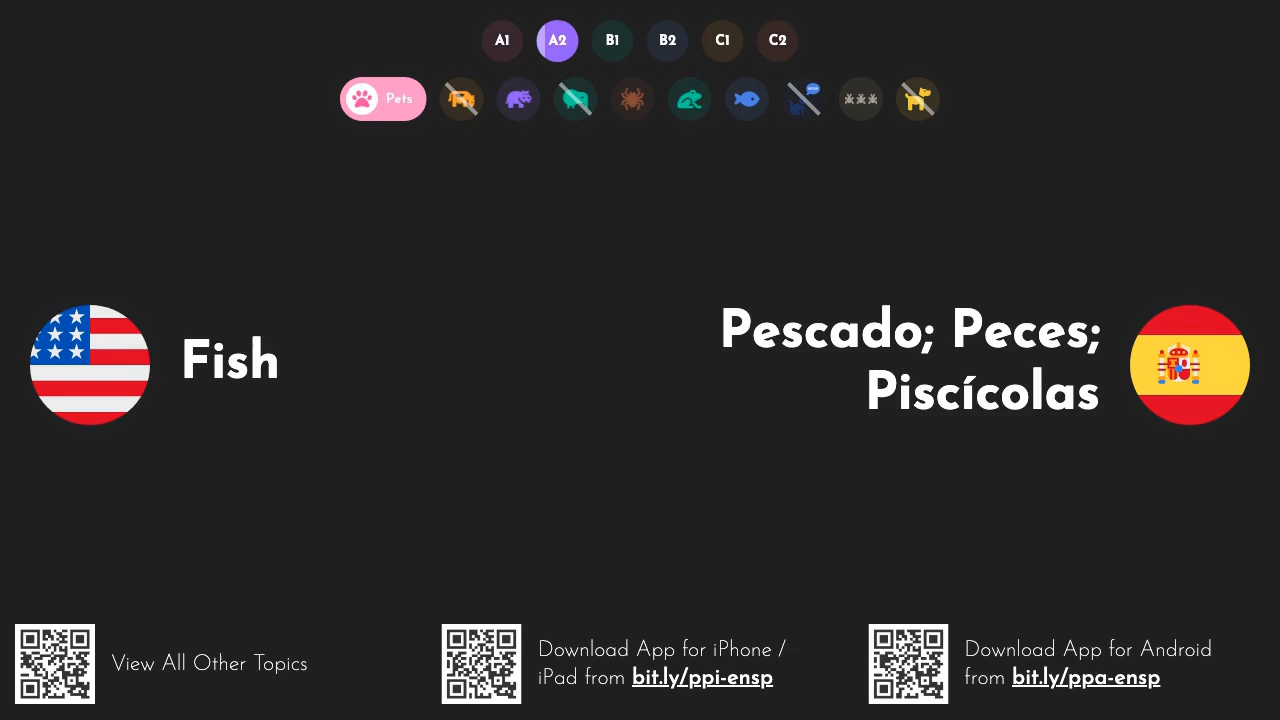 A1 A2 B1 B2 C1 C2
Pets
Fish
Pescado; Peces;
Piscícolas
View All Other Topics
Download App for iPhone /
iPad from bit.ly/ppi-ensp
Download App for Android
from bit.ly/ppa-ensp